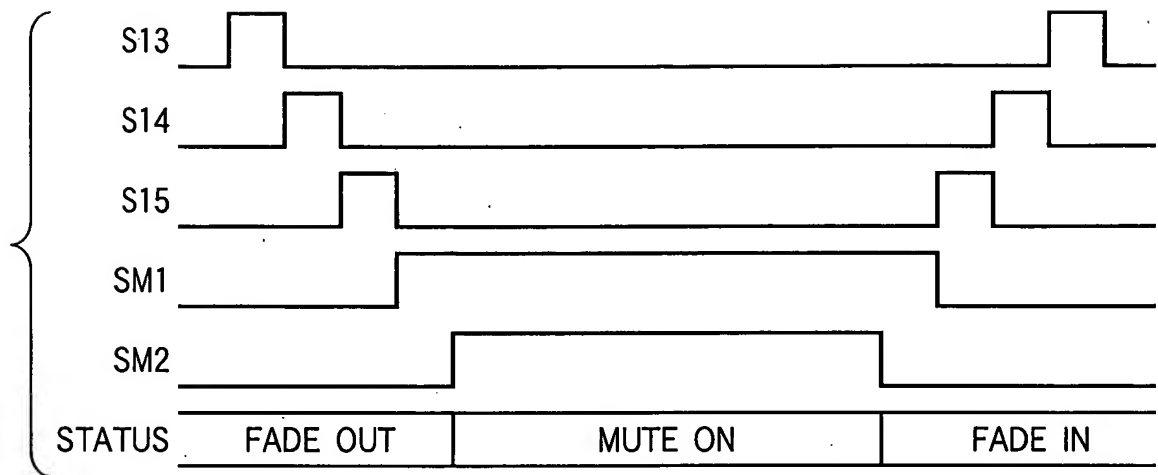 S13
S14
S15
SM1
SM2
STATUS FADE OUT MUTE ON FADE IN